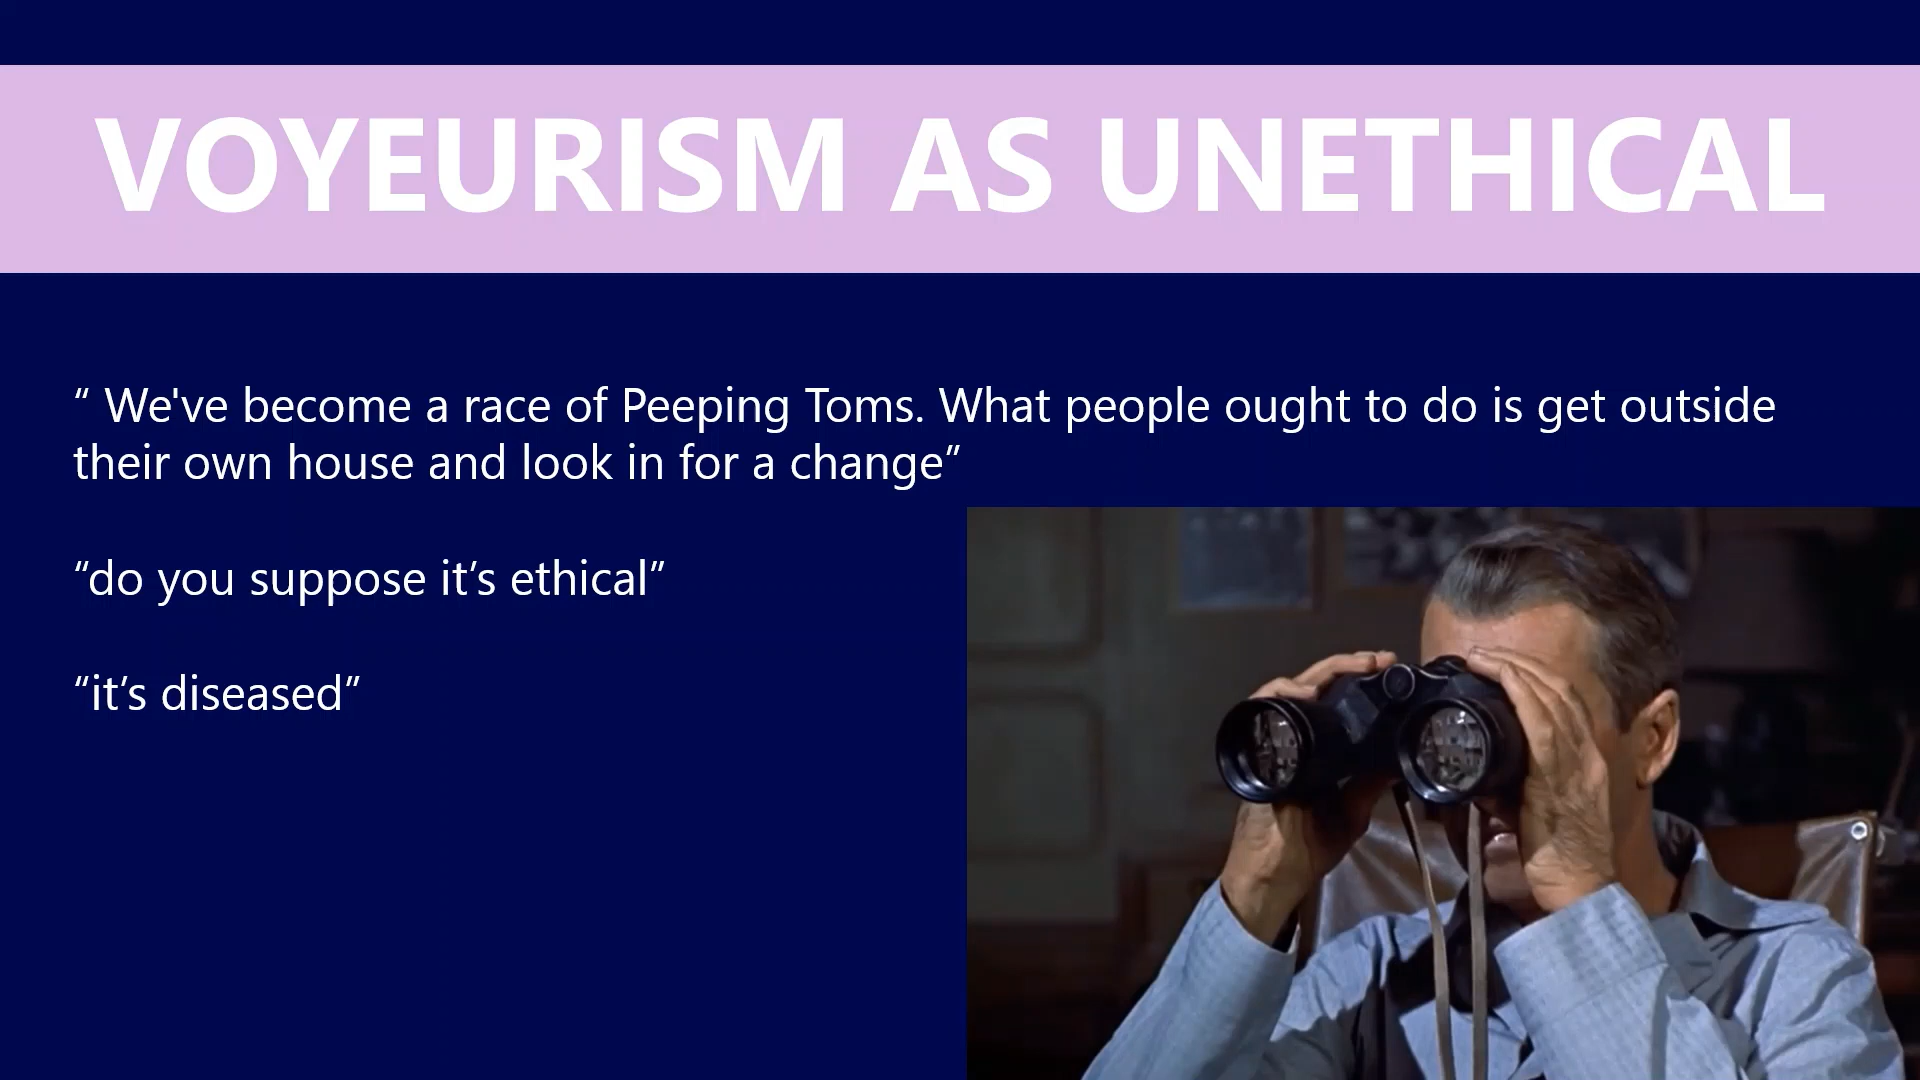 VOYEURISM AS UNETHICAL
“ We've become a race of Peeping Toms. What people ought to do is get outside
their own house and look in for a change”
“do you suppose it’s ethical”
“it’s diseased”